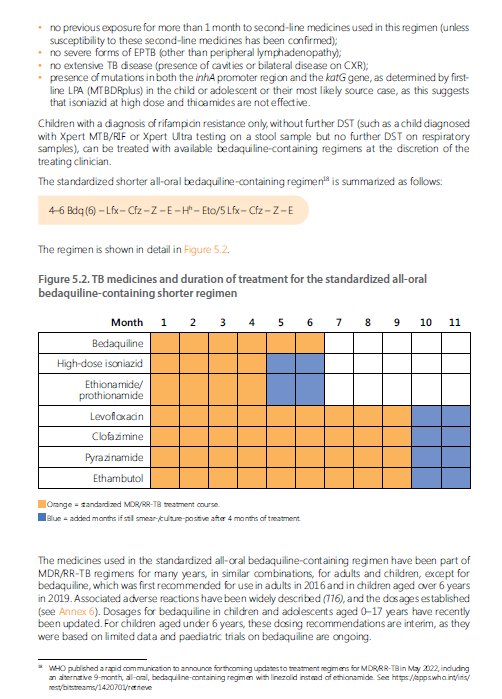 • no previous exposure for more than 1 month to second-line medicines used in this regimen (unless
susceptibility to these second-line medicines has been confirmed);
• no severe forms of EPTB (other than peripheral lymphadenopathy);
• no extensive TB disease (presence of cavities or bilateral disease on CXR);
• presence of mutations in both the inhA promoter region and the katG gene, as determined by first-
line LPA (MTBDRplus) in the child or adolescent or their most likely source case, as this suggests
that isoniazid at high dose and thioamides are not effective.
Children with a diagnosis of rifampicin resistance only, without further DST (such as a child diagnosed
with Xpert MTB/RIF or Xpert Ultra testing on a stool sample but no further DST on respiratory
samples), can be treated with available bedaquiline-containing regimens at the discretion of the
treating clinician.
The standardized shorter all-oral bedaquiline-containing regimen¹⁸ is summarized as follows:
4–6 Bdq (6) – Lfx – Cfz – Z – E – Hʰ – Eto/5 Lfx – Cfz – Z – E
The regimen is shown in detail in Figure 5.2.
Figure 5.2. TB medicines and duration of treatment for the standardized all-oral
bedaquiline-containing shorter regimen
Month 1 2 3 4 5 6 7 8 9 10 11
Bedaquiline
High-dose isoniazid
Ethionamide/
prothionamide
Levofloxacin
Clofazimine
Pyrazinamide
Ethambutol
Orange = standardized MDR/RR-TB treatment course.
Blue = added months if still smear-/culture-positive after 4 months of treatment.
The medicines used in the standardized all-oral bedaquiline-containing regimen have been part of
MDR/RR-TB regimens for many years, in similar combinations, for adults and children, except for
bedaquiline, which was first recommended for use in adults in 2016 and in children aged over 6 years
in 2019. Associated adverse reactions have been widely described (116), and the dosages established
(see Annex 6). Dosages for bedaquiline in children and adolescents aged 0–17 years have recently
been updated. For children aged under 6 years, these dosing recommendations are interim, as they
were based on limited data and paediatric trials on bedaquiline are ongoing.
¹⁸ WHO published a rapid communication to announce forthcoming updates to treatment regimens for MDR/RR-TB in May 2022, including
an alternative 9-month, all-oral, bedaquiline-containing regimen with linezolid instead of ethionamide. See https://apps.who.int/iris/
rest/bitstreams/1420701/retrieve